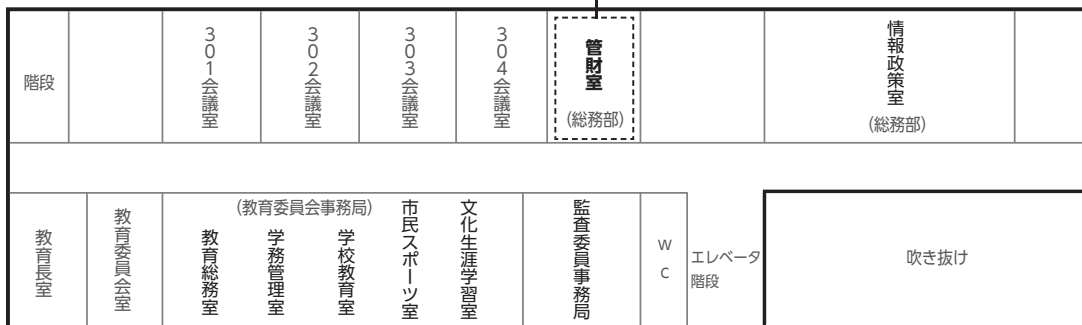 階段
301会議室
302会議室
303会議室
304会議室
管財室
(総務部)
情報政策室
(総務部)
教育長室
教育委員会室
(教育委員会事務局)
教育総務室
学務管理室
学校教育室
市民スポーツ室
文化生涯学習室
監査委員事務局
WC
エレベータ
階段
吹き抜け